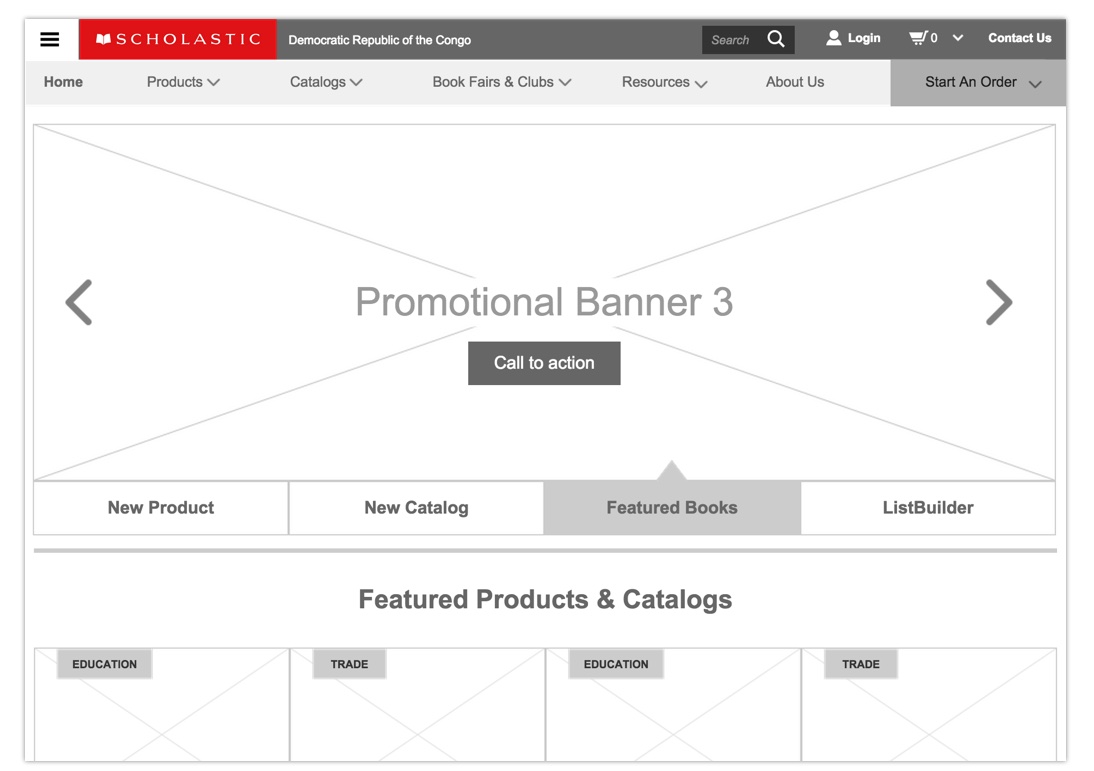 SCHOLASTIC Democratic Republic of the Congo Search Login 0 Contact Us
Home Products Catalogs Book Fairs & Clubs Resources About Us Start An Order
Promotional Banner 3
Call to action
New Product New Catalog Featured Books ListBuilder
Featured Products & Catalogs
EDUCATION TRADE EDUCATION TRADE